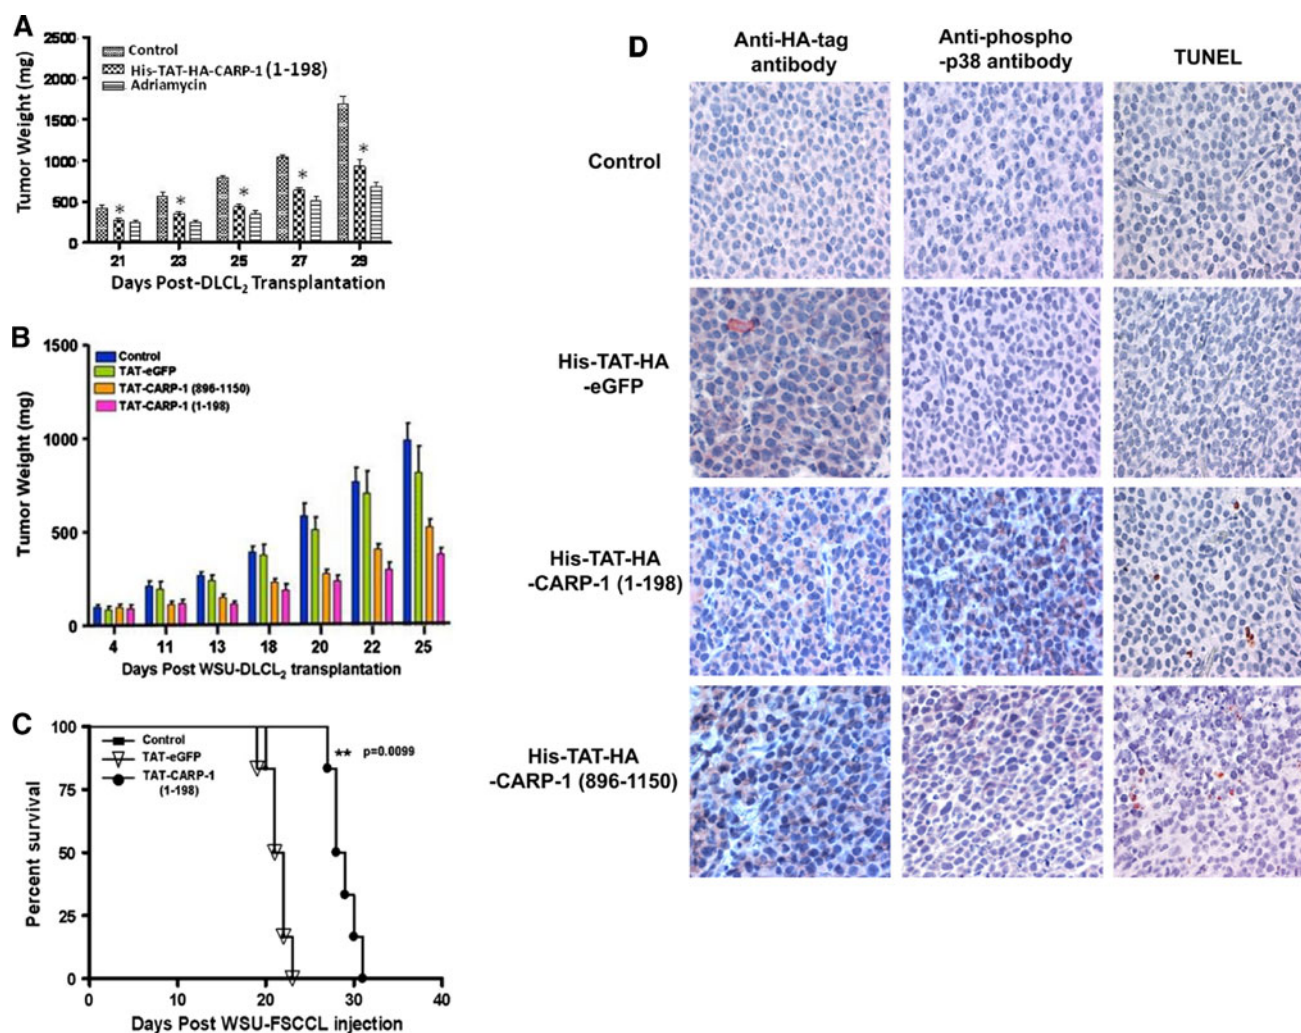 A
2500
2000
1500
1000
500
0
Tumor Weight (mg)
Control
His-TAT-HA-CARP-1 (1-198)
Adriamycin
*
*
*
*
*
21 23 25 27 29
Days Post-DLCL2 Transplantation
B
1500
1000
500
0
Tumor Weight (mg)
Control
TAT-eGFP
TAT-CARP-1 (896-1150)
TAT-CARP-1 (1-198)
4 11 13 18 20 22 25
Days Post WSU-DLCL2 transplantation
C
100
75
50
25
0
Percent survival
Control
TAT-eGFP
TAT-CARP-1
(1-198)
★★ p=0.0099
0 10 20 30 40
Days Post WSU-FSCCL injection
D
Anti-HA-tag
antibody
Anti-phospho
-p38 antibody
TUNEL
Control
His-TAT-HA
-eGFP
His-TAT-HA
-CARP-1 (1-198)
His-TAT-HA
-CARP-1 (896-1150)